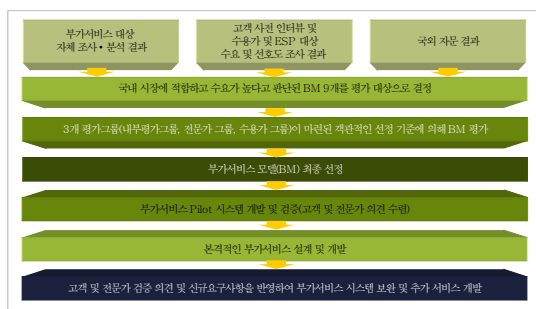 부가서비스 대상
자체 조사•분석 결과
고객 사전 인터뷰 및
수용가 및 ESP 대상
수요 및 선호도 조사 결과
국외 자문 결과
국내 시장에 적합하고 수요가 높다고 판단된 BM 9개를 평가 대상으로 결정
3개 평가그룹(내부평가그룹, 전문가 그룹, 수용가 그룹)이 마련된 객관적인 선정 기준에 의해 BM 평가
부가서비스 모델(BM) 최종 선정
부가서비스 Pilot 시스템 개발 및 검증(고객 및 전문가 의견 수렴)
본격적인 부가서비스 설계 및 개발
고객 및 전문가 검증 의견 및 신규요구사항을 반영하여 부가서비스 시스템 보완 및 추가 서비스 개발